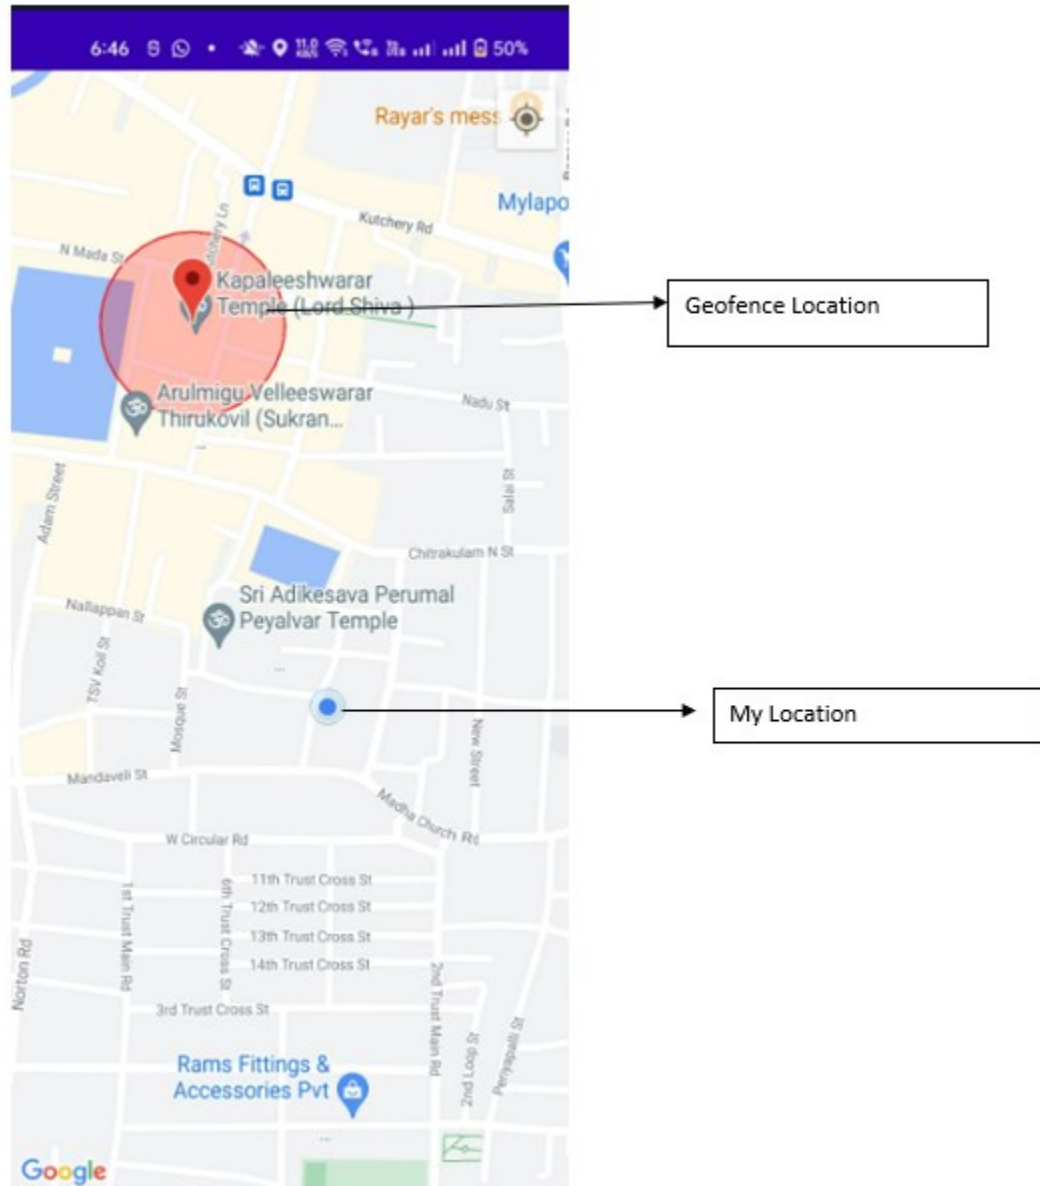 6:46
11.0
KB/S
50%
Rayar's mess
Mylapo
Kutchery Rd
N Mada St
Kapaleeshwarar
Temple (Lord Shiva )
Geofence Location
Arulmigu Velleeswarar
Thirukovil (Sukran...
Nadu St
Adam Street
Salai St
Chitrakulam N St
Sri Adikesava Perumal
Peyalvar Temple
Nallappan St
TSV Koil St
Mosque St
My Location
New Street
Mandaveli St
Madha Church Rd
W Circular Rd
11th Trust Cross St
12th Trust Cross St
13th Trust Cross St
14th Trust Cross St
1st Trust Main Rd
6th Trust Cross St
Norton Rd
3rd Trust Cross St
2nd Trust Main Rd
2nd Loop St
Periyapalli St
Rams Fittings &
Accessories Pvt
Google